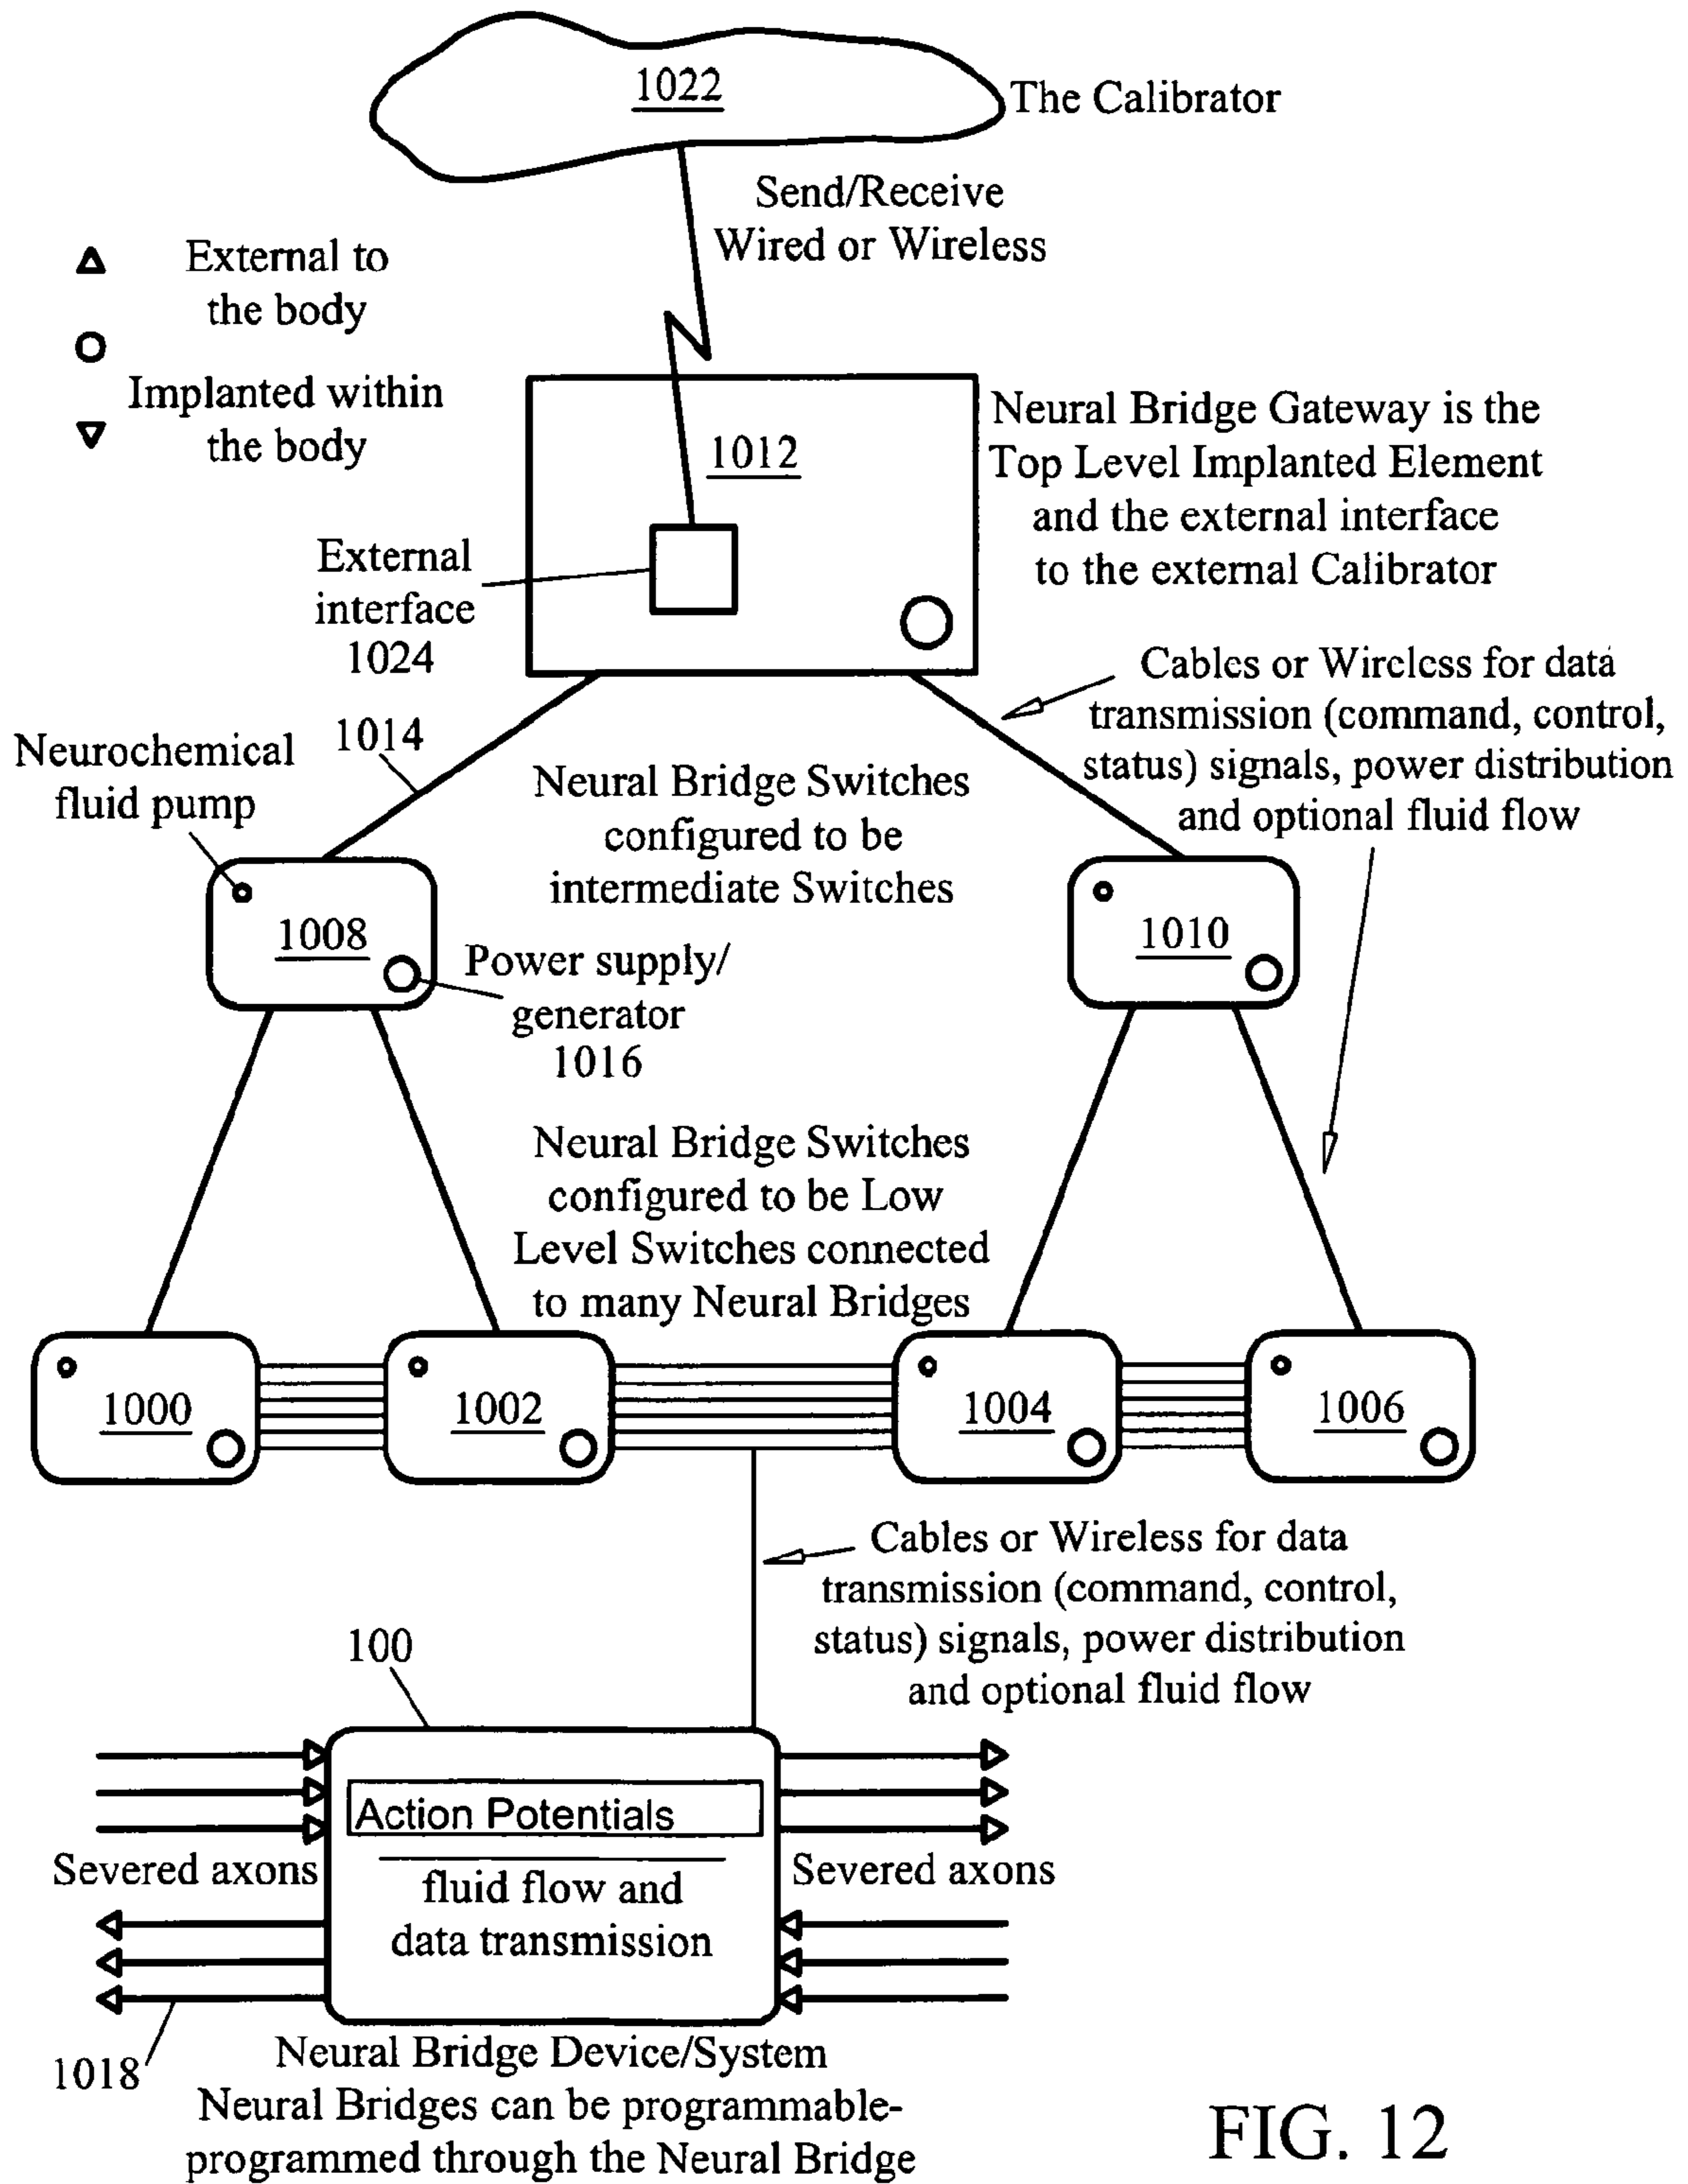 1022
The Calibrator
Send/Receive
Wired or Wireless
External to
the body
Implanted within
the body
1012
Neural Bridge Gateway is the
Top Level Implanted Element
and the external interface
to the external Calibrator
External
interface
1024
Cables or Wireless for data
transmission (command, control,
status) signals, power distribution
and optional fluid flow
1014
Neurochemical
fluid pump
Neural Bridge Switches
configured to be
intermediate Switches
1008
1010
Power supply/
generator
1016
Neural Bridge Switches
configured to be Low
Level Switches connected
to many Neural Bridges
1000
1002
1004
1006
Cables or Wireless for data
transmission (command, control,
status) signals, power distribution
and optional fluid flow
100
Action Potentials
Severed axons
fluid flow and
data transmission
Severed axons
1018
Neural Bridge Device/System
Neural Bridges can be programmable-
programmed through the Neural Bridge
FIG. 12